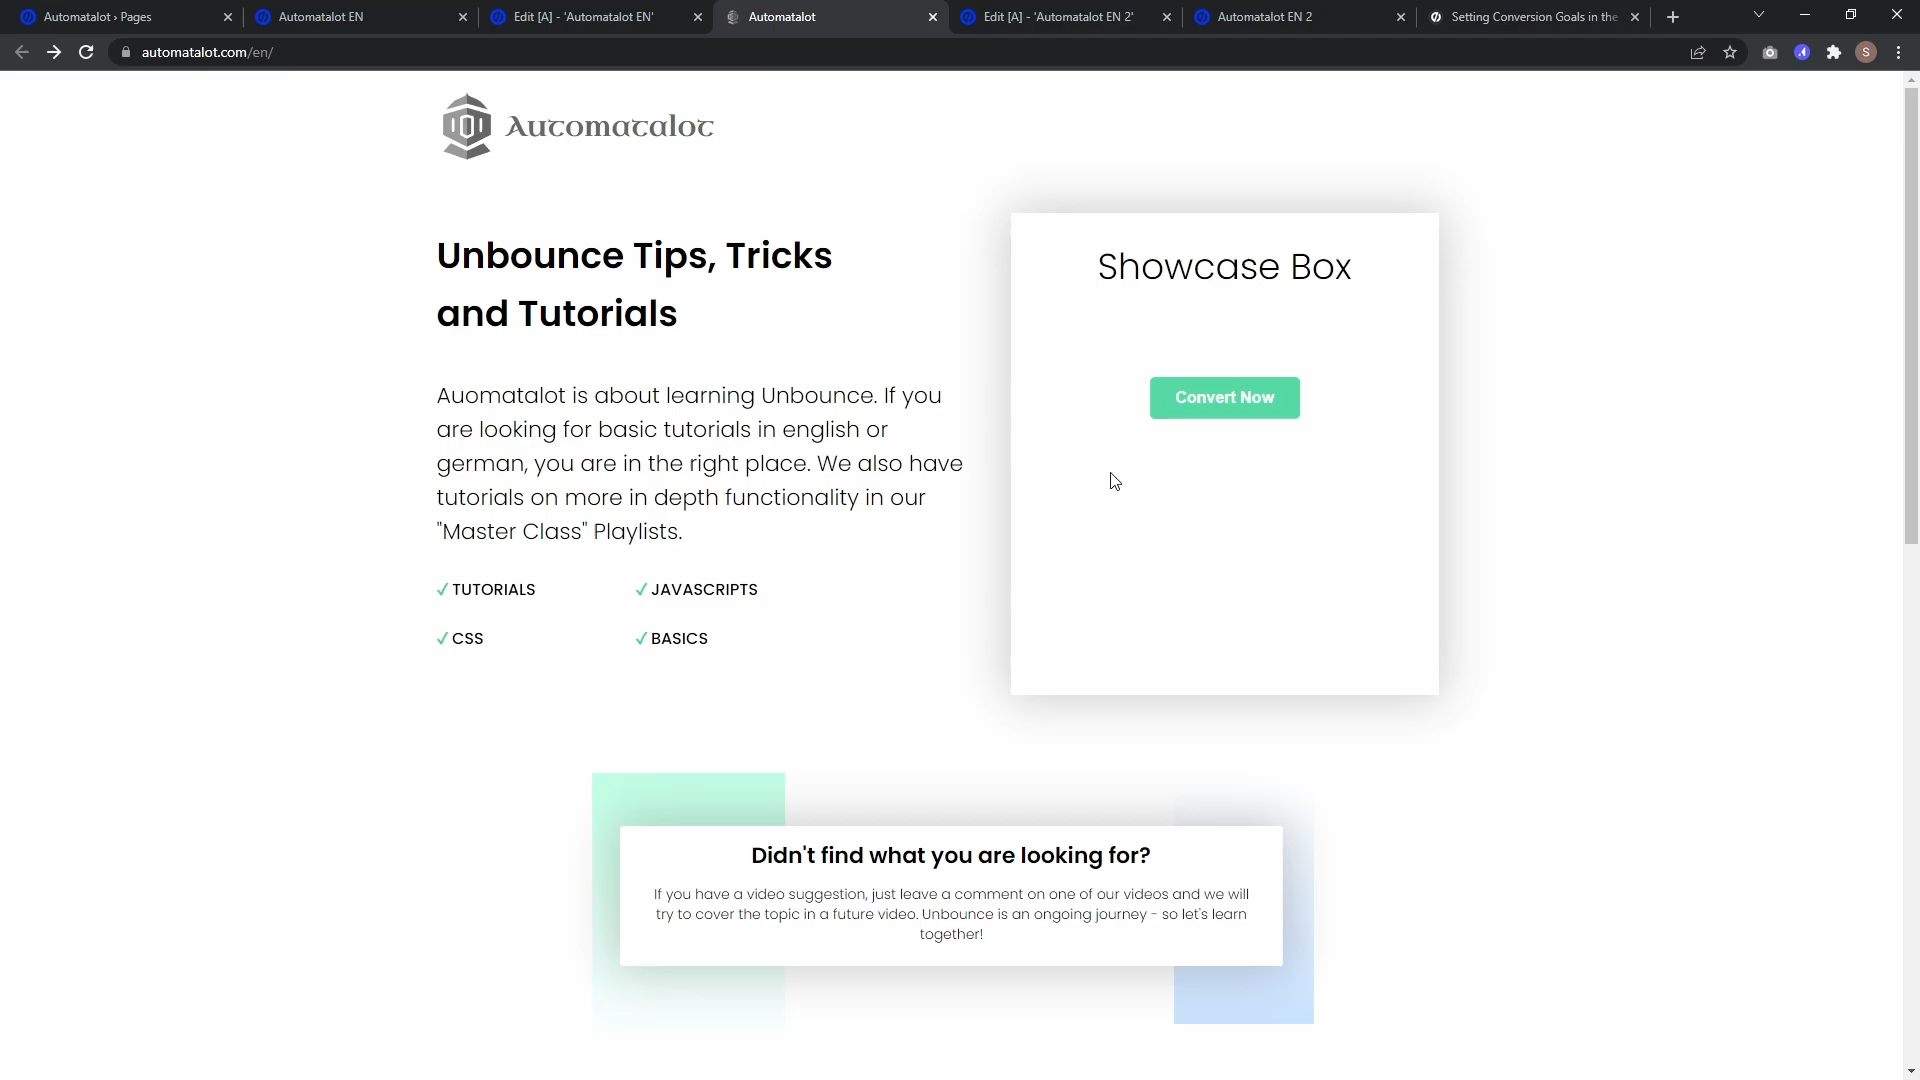 Automatalot › Pages
Automatalot EN
Edit [A] - 'Automatalot EN'
Automatalot
Edit [A] - 'Automatalot EN 2'
Automatalot EN 2
Setting Conversion Goals in the
automatalot.com/en/
S
Automatalot
Unbounce Tips, Tricks
and Tutorials
Auomatalot is about learning Unbounce. If you
are looking for basic tutorials in english or
german, you are in the right place. We also have
tutorials on more in depth functionality in our
"Master Class" Playlists.
✓ TUTORIALS
✓ JAVASCRIPTS
✓ CSS
✓ BASICS
Showcase Box
Convert Now
Didn't find what you are looking for?
If you have a video suggestion, just leave a comment on one of our videos and we will
try to cover the topic in a future video. Unbounce is an ongoing journey - so let's learn
together!